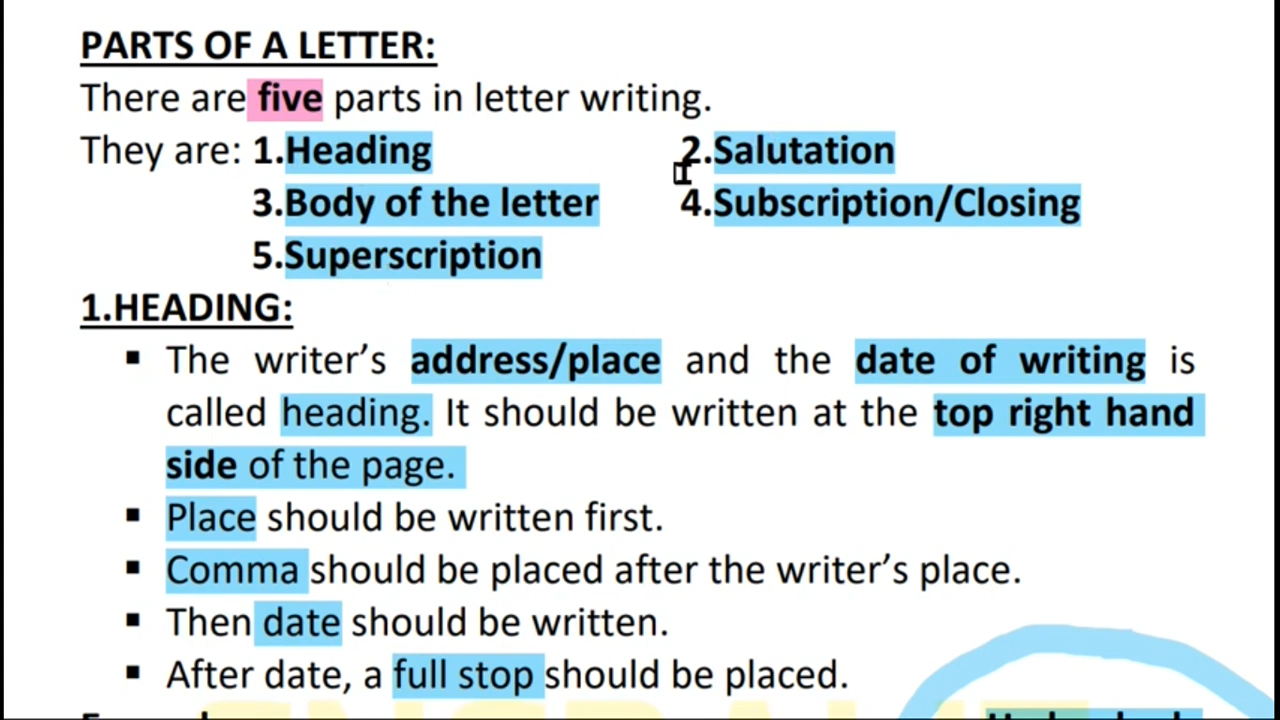 PARTS OF A LETTER:
There are five parts in letter writing.
They are: 1.Heading 2.Salutation
3.Body of the letter 4.Subscription/Closing
5.Superscription
1.HEADING:
▪ The writer’s address/place and the date of writing is
called heading. It should be written at the top right hand
side of the page.
▪ Place should be written first.
▪ Comma should be placed after the writer’s place.
▪ Then date should be written.
▪ After date, a full stop should be placed.